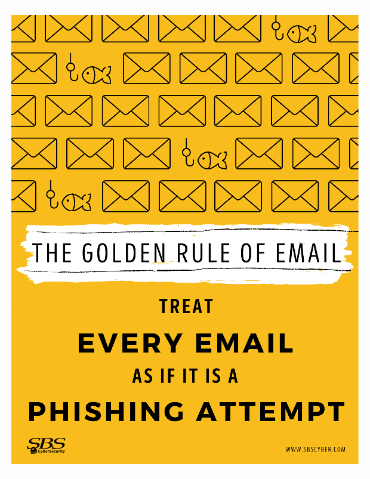 THE GOLDEN RULE OF EMAIL
TREAT
EVERY EMAIL
AS IF IT IS A
PHISHING ATTEMPT
SBS
CyberSecurity
WWW.SBSCYBER.COM